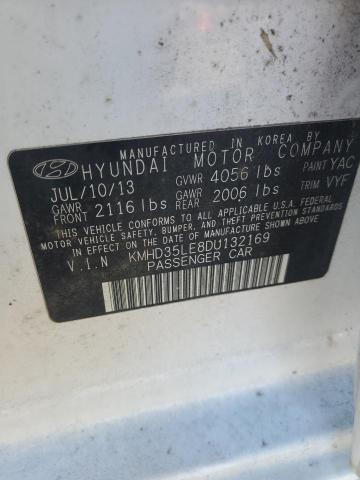 MANUFACTURED IN KOREA BY
HYUNDAI MOTOR COMPANY
JUL/10/13 GVWR 4056 lbs PAINT YAC
GAWR FRONT 2116 lbs GAWR REAR 2006 lbs TRIM VYF
THIS VEHICLE CONFORMS TO ALL APPLICABLE U.S.A. FEDERAL
MOTOR VEHICLE SAFETY, BUMPER, AND THEFT PREVENTION STANDARDS
IN EFFECT ON THE DATE OF MANUFACTURE SHOWN ABOVE.
V.I.N KMHD35LE8DU132169
PASSENGER CAR